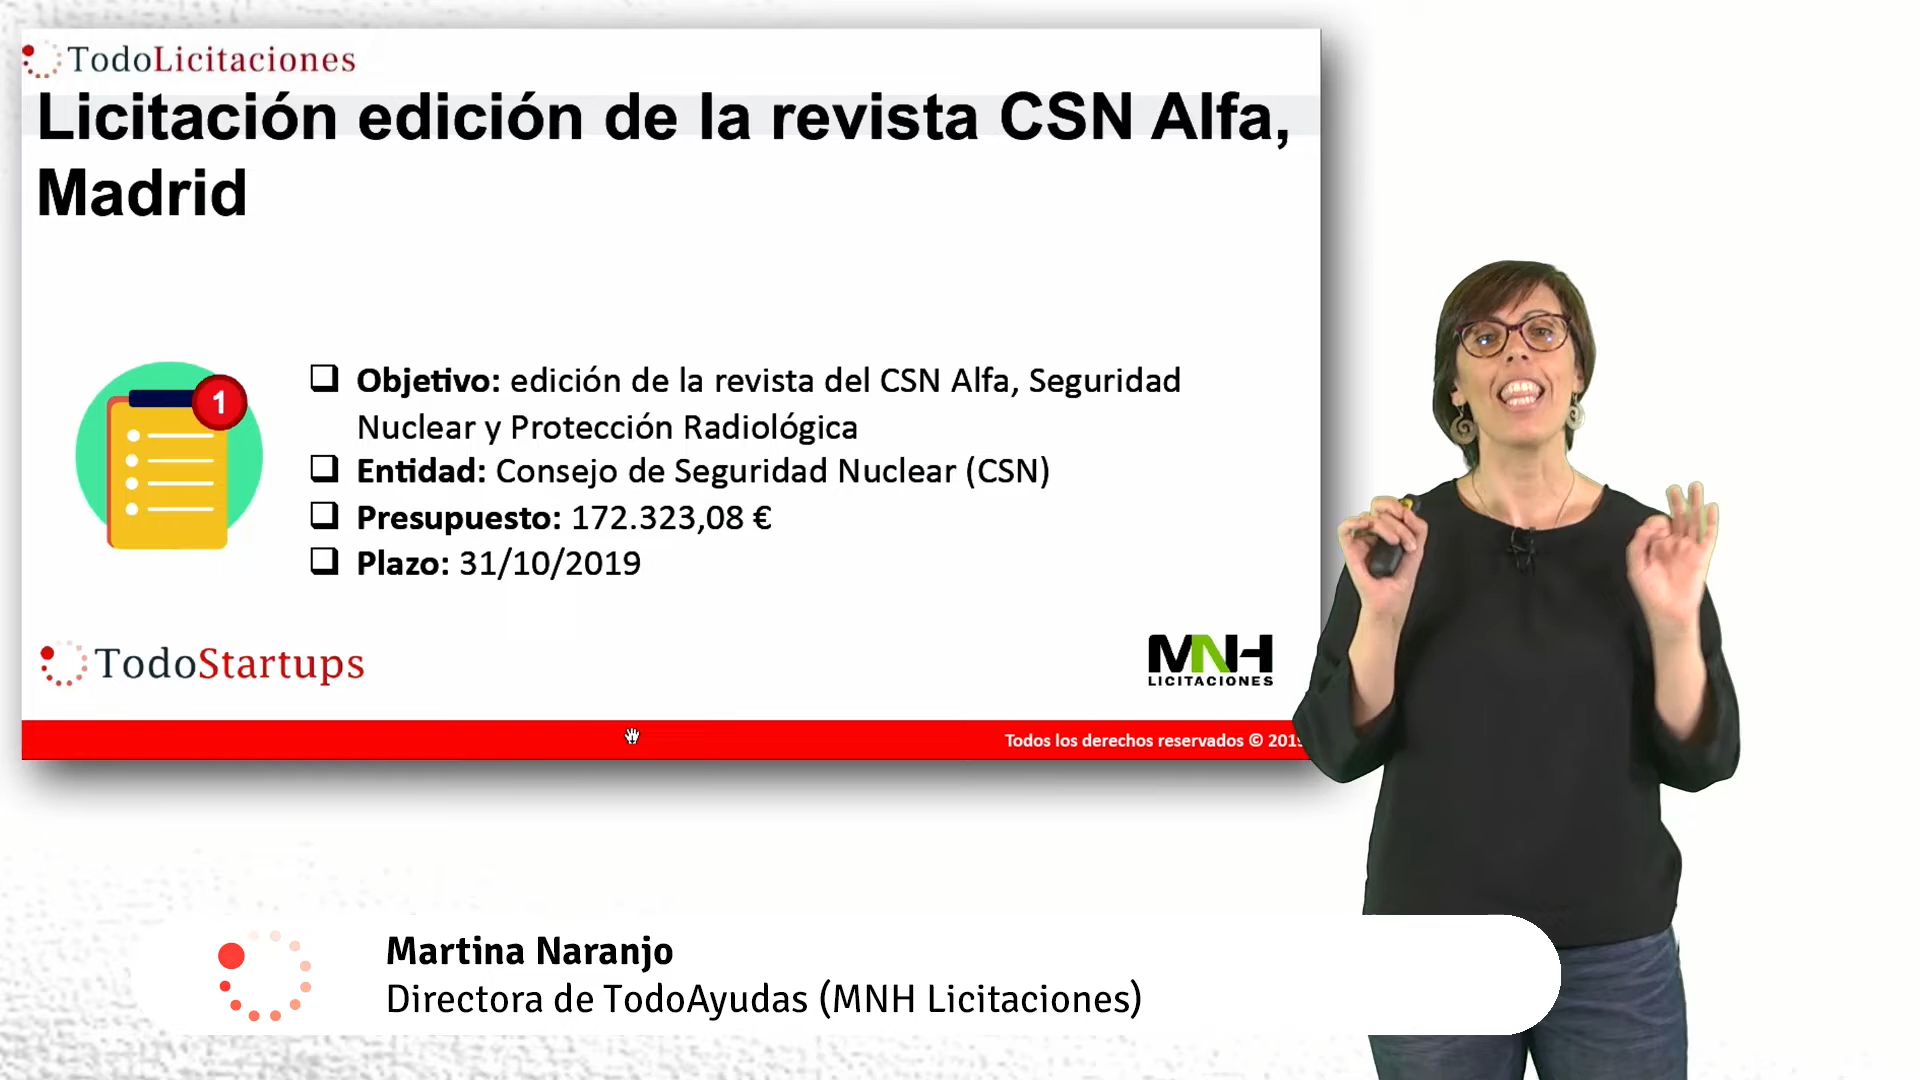 TodoLicitaciones
Licitación edición de la revista CSN Alfa,
Madrid
1
Objetivo: edición de la revista del CSN Alfa, Seguridad
Nuclear y Protección Radiológica
Entidad: Consejo de Seguridad Nuclear (CSN)
Presupuesto: 172.323,08 €
Plazo: 31/10/2019
TodoStartups
MNH
LICITACIONES
Todos los derechos reservados © 2019
Martina Naranjo
Directora de TodoAyudas (MNH Licitaciones)